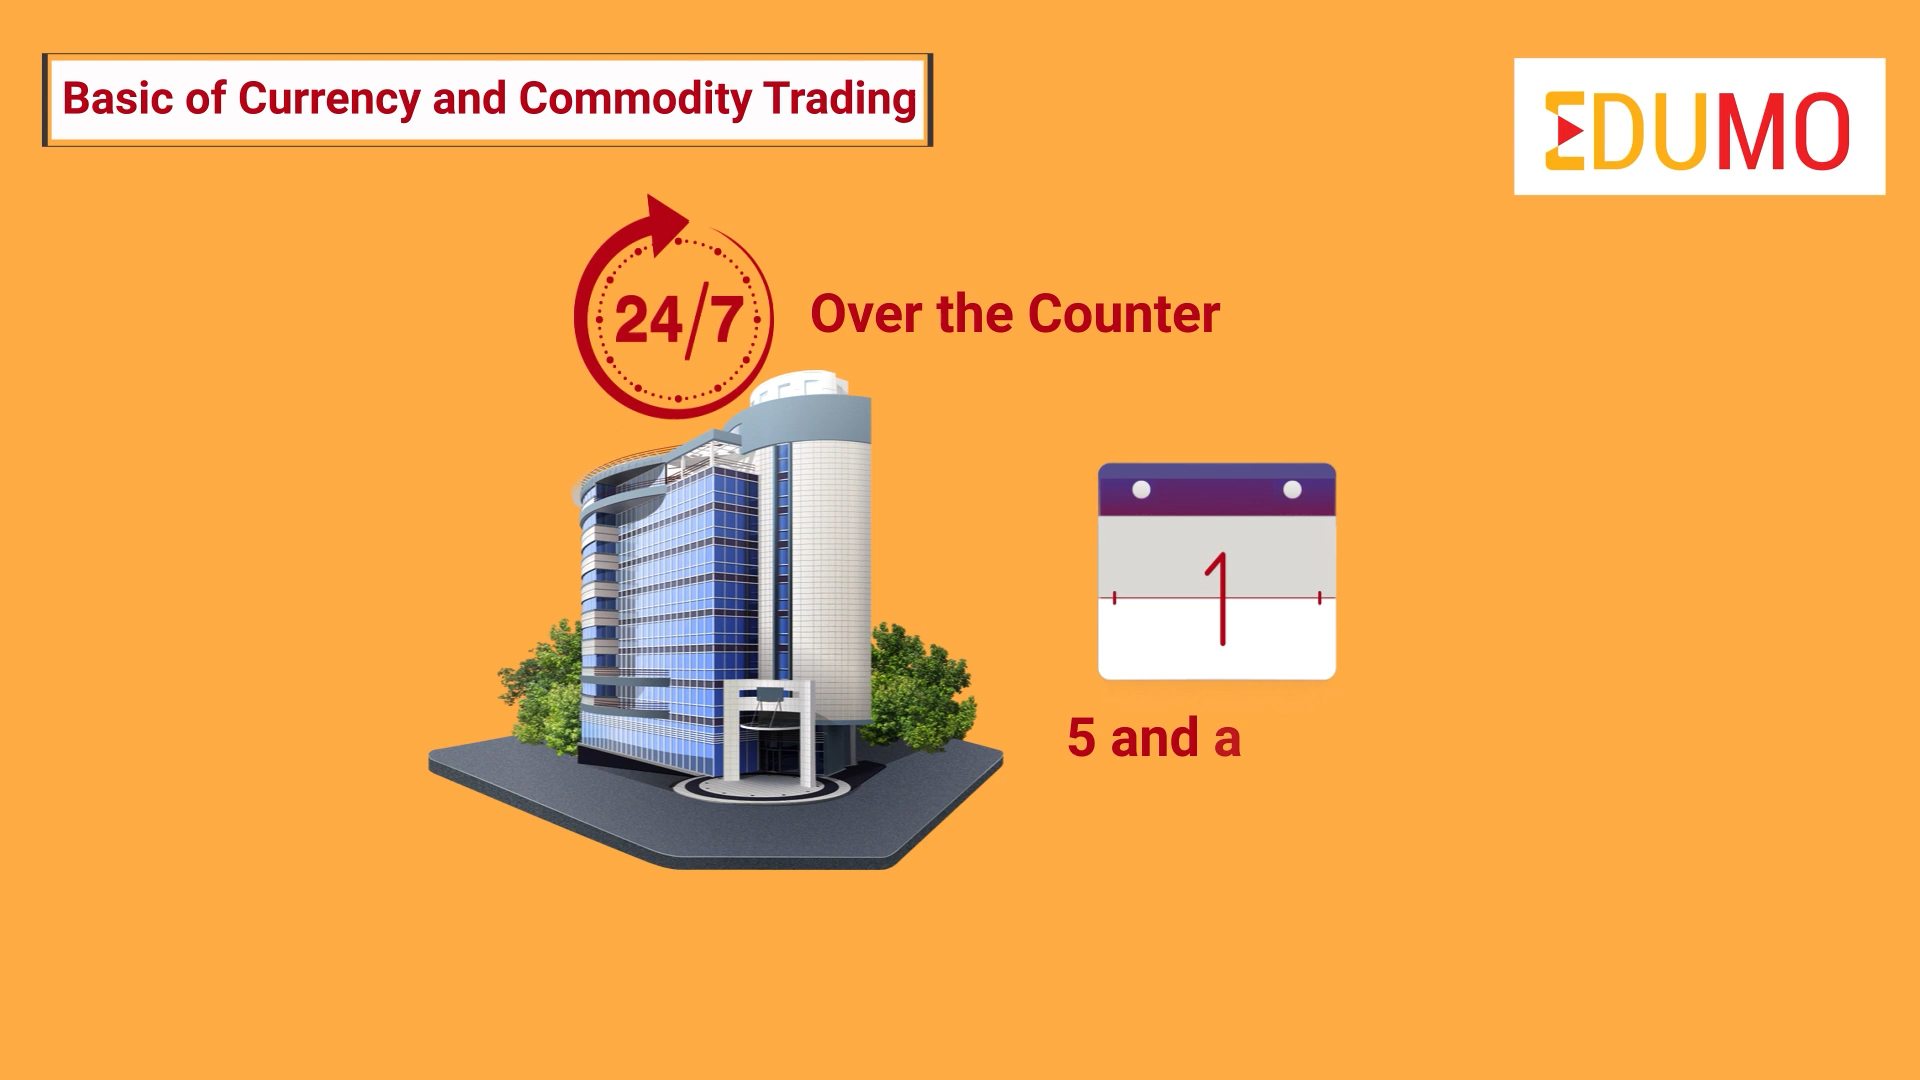 Basic of Currency and Commodity Trading
EDUMO
24/7
Over the Counter
1
5 and a